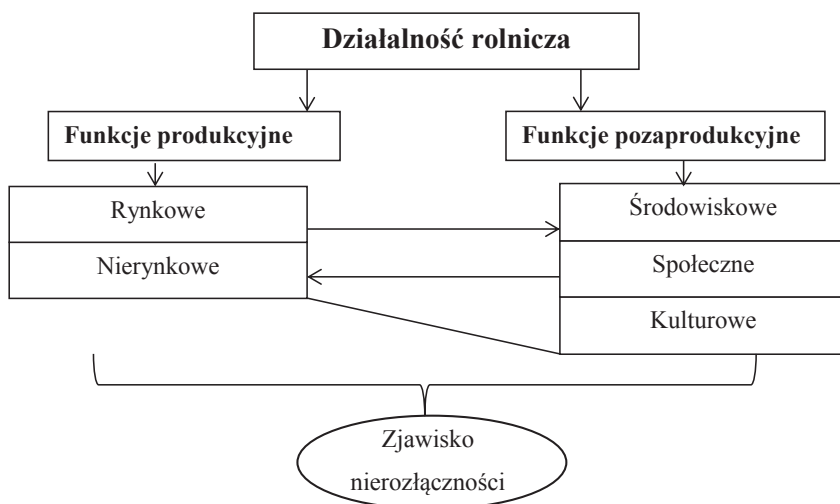 Działalność rolnicza
Funkcje produkcyjne
Funkcje pozaprodukcyjne
Rynkowe
Nierynkowe
Środowiskowe
Społeczne
Kulturowe
Zjawisko
nierozłączności